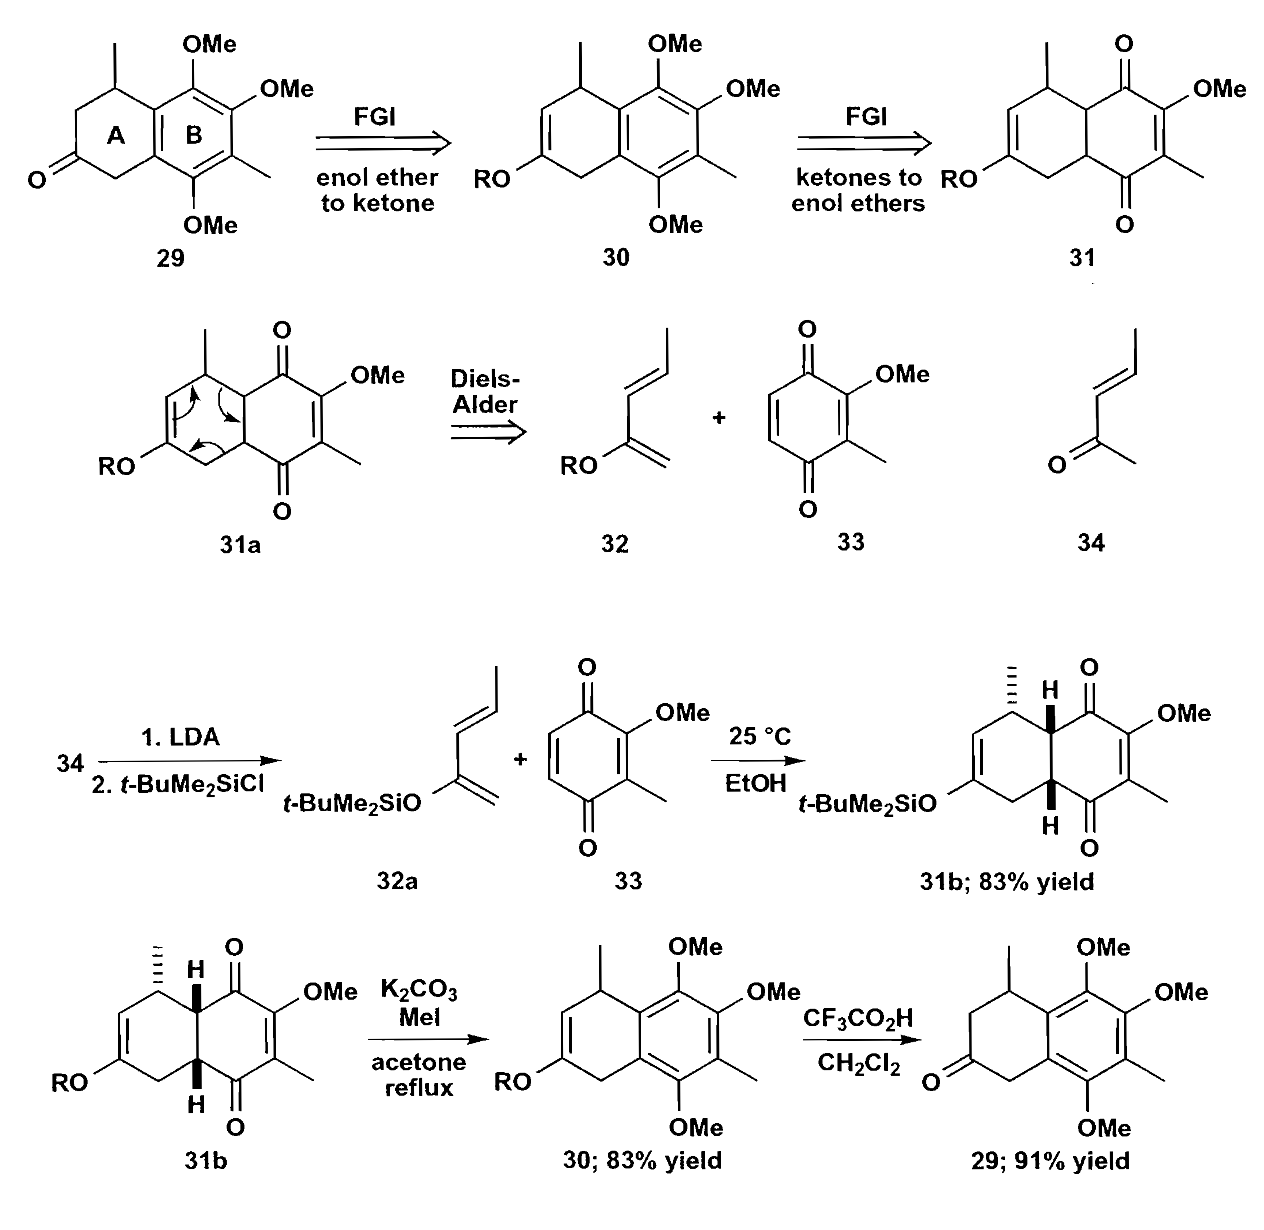 OMe
OMe
A
B
O
OMe
29
FGI
enol ether
to ketone
OMe
OMe
RO
OMe
30
FGI
ketones to
enol ethers
O
OMe
RO
O
31
O
OMe
RO
O
31a
Diels-
Alder
RO
32
+
O
OMe
O
33
O
34
34
1. LDA
2. t-BuMe₂SiCl
t-BuMe₂SiO
32a
+
O
OMe
O
33
25 °C
EtOH
H
O
OMe
t-BuMe₂SiO
H
O
31b; 83% yield
H
O
OMe
RO
H
O
31b
K₂CO₃
MeI
acetone
reflux
OMe
OMe
RO
OMe
30; 83% yield
CF₃CO₂H
CH₂Cl₂
OMe
OMe
O
OMe
29; 91% yield